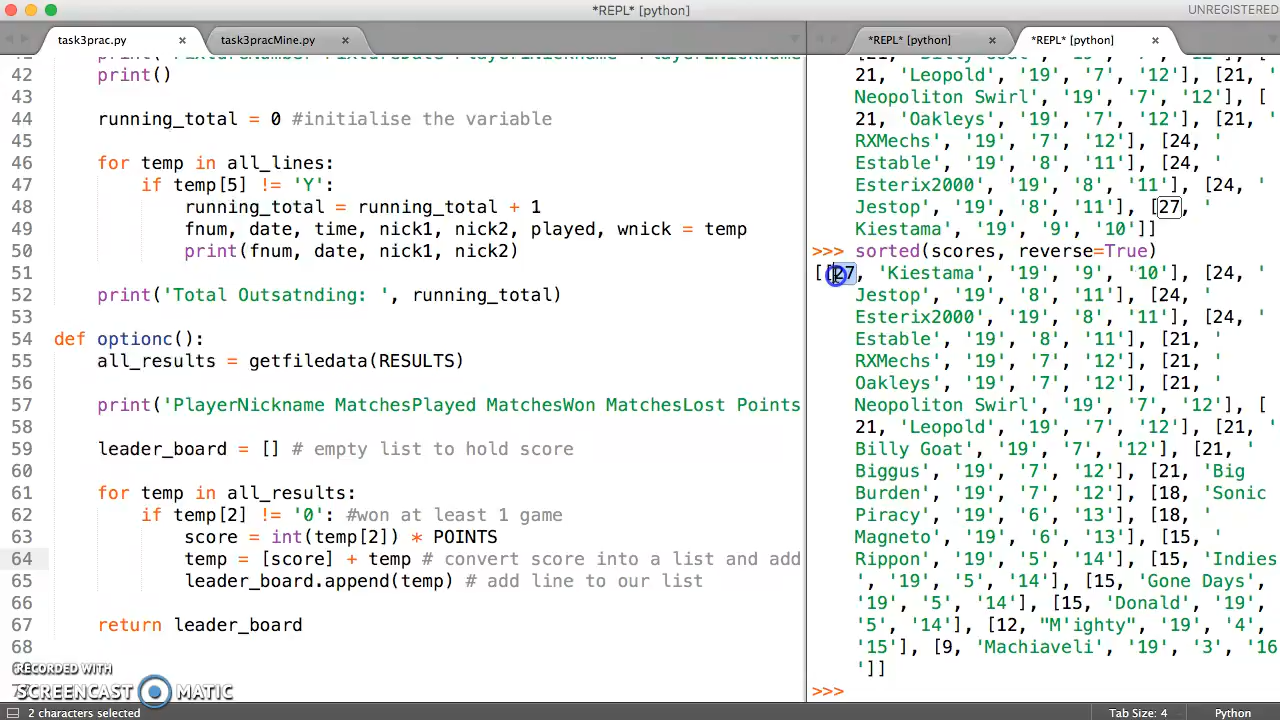 *REPL* [python]
UNREGISTERED
task3prac.py
task3pracMine.py
*REPL* [python]
*REPL* [python]
42 print()
43
44 running_total = 0 #initialise the variable
45
46 for temp in all_lines:
47 if temp[5] != 'Y':
48 running_total = running_total + 1
49 fnum, date, time, nick1, nick2, played, wnick = temp
50 print(fnum, date, nick1, nick2)
51
52 print('Total Outsatnding: ', running_total)
53
54 def optionc():
55 all_results = getfiledata(RESULTS)
56
57 print('PlayerNickname MatchesPlayed MatchesWon MatchesLost Points
58
59 leader_board = [] # empty list to hold score
60
61 for temp in all_results:
62 if temp[2] != '0': #won at least 1 game
63 score = int(temp[2]) * POINTS
64 temp = [score] + temp # convert score into a list and add
65 leader_board.append(temp) # add line to our list
66
67 return leader_board
68
21, 'Leopold', '19', '7', '12'], [21, '
Neopoliton Swirl', '19', '7', '12'], [
21, 'Oakleys', '19', '7', '12'], [21, '
RXMechs', '19', '7', '12'], [24, '
Estable', '19', '8', '11'], [24, '
Esterix2000', '19', '8', '11'], [24, '
Jestop', '19', '8', '11'], [27, '
Kiestama', '19', '9', '10']]
>>> sorted(scores, reverse=True)
[[27, 'Kiestama', '19', '9', '10'], [24, '
Jestop', '19', '8', '11'], [24, '
Esterix2000', '19', '8', '11'], [24, '
Estable', '19', '8', '11'], [21, '
RXMechs', '19', '7', '12'], [21, '
Oakleys', '19', '7', '12'], [21, '
Neopoliton Swirl', '19', '7', '12'], [
21, 'Leopold', '19', '7', '12'], [21, '
Billy Goat', '19', '7', '12'], [21, '
Biggus', '19', '7', '12'], [21, 'Big
Burden', '19', '7', '12'], [18, 'Sonic
Piracy', '19', '6', '13'], [18, '
Magneto', '19', '6', '13'], [15, '
Rippon', '19', '5', '14'], [15, 'Indies
', '19', '5', '14'], [15, 'Gone Days',
'19', '5', '14'], [15, 'Donald', '19',
'5', '14'], [12, "M'ighty", '19', '4',
'15'], [9, 'Machiaveli', '19', '3', '16
']]
>>>
RECORDED WITH
SCREENCAST MATIC
2 characters selected
Tab Size: 4
Python